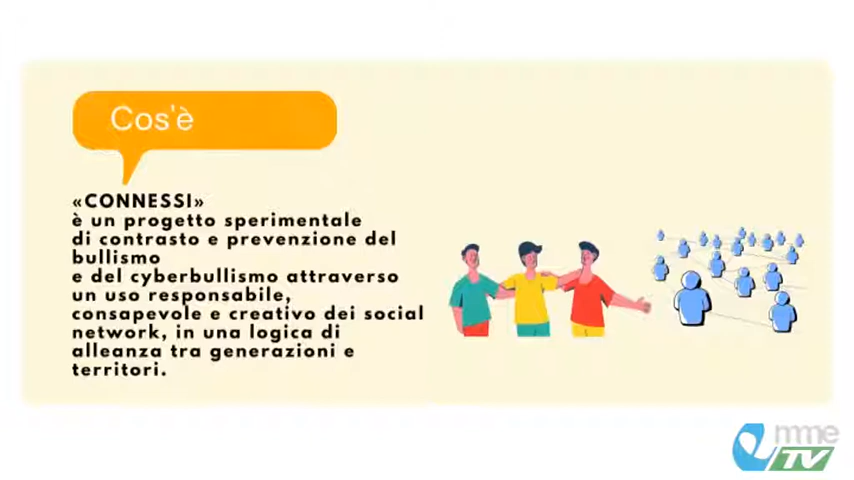 Cos'è
«CONNESSI»
è un progetto sperimentale
di contrasto e prevenzione del
bullismo
e del cyberbullismo attraverso
un uso responsabile,
consapevole e creativo dei social
network, in una logica di
alleanza tra generazioni e
territori.
mme
TV